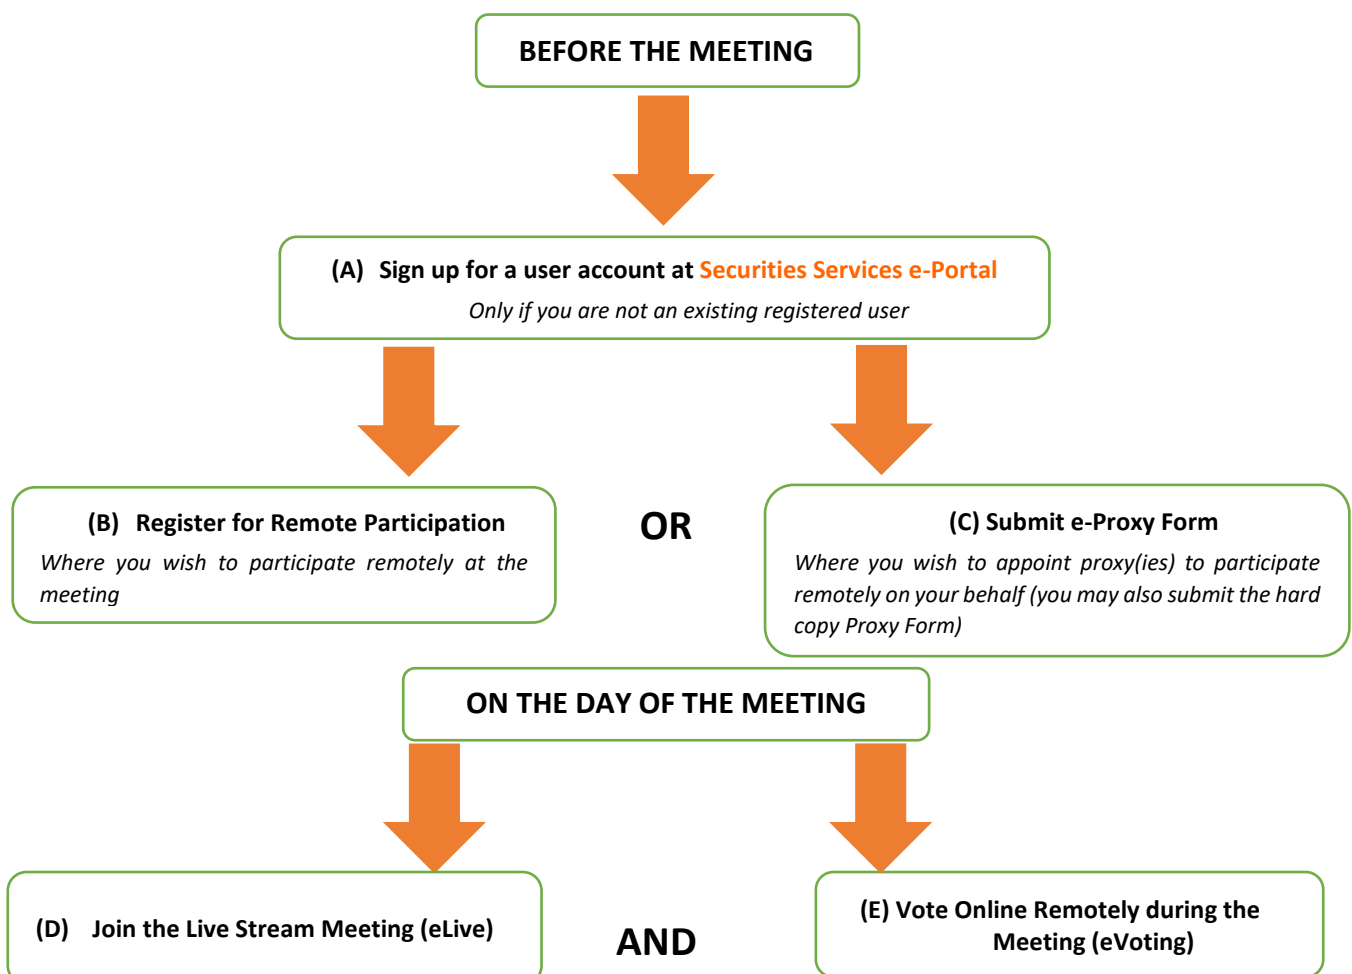 BEFORE THE MEETING
(A) Sign up for a user account at Securities Services e-Portal
Only if you are not an existing registered user
(B) Register for Remote Participation
Where you wish to participate remotely at the
meeting
OR
(C) Submit e-Proxy Form
Where you wish to appoint proxy(ies) to participate
remotely on your behalf (you may also submit the hard
copy Proxy Form)
ON THE DAY OF THE MEETING
(D) Join the Live Stream Meeting (eLive)
AND
(E) Vote Online Remotely during the
Meeting (eVoting)